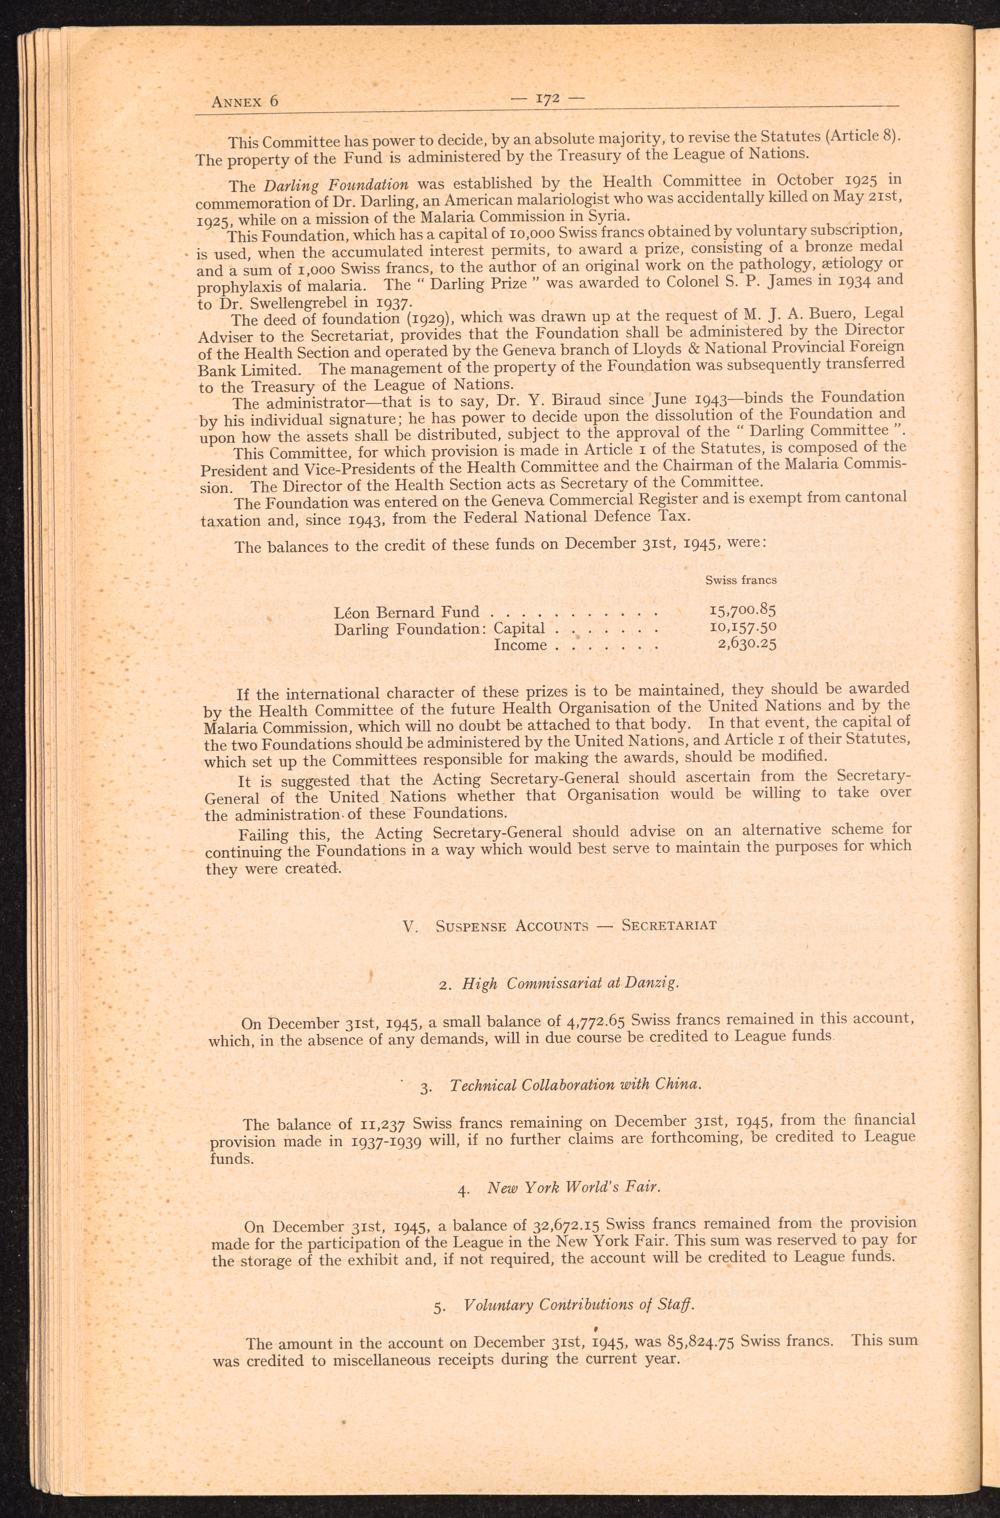 ANNEX 6 — 172 —
This Committee has power to decide, by an absolute majority, to revise the Statutes (Article 8).
The property of the Fund is administered by the Treasury of the League of Nations.
The Darling Foundation was established by the Health Committee in October 1925 in
commemoration of Dr. Darling, an American malariologist who was accidentally killed on May 21st,
1925, while on a mission of the Malaria Commission in Syria.
This Foundation, which has a capital of 10,000 Swiss francs obtained by voluntary subscription,
is used, when the accumulated interest permits, to award a prize, consisting of a bronze medal
and a sum of 1,000 Swiss francs, to the author of an original work on the pathology, ætiology or
prophylaxis of malaria. The “ Darling Prize ” was awarded to Colonel S. P. James in 1934 and
to Dr. Swellengrebel in 1937.
The deed of foundation (1929), which was drawn up at the request of M. J. A. Buero, Legal
Adviser to the Secretariat, provides that the Foundation shall be administered by the Director
of the Health Section and operated by the Geneva branch of Lloyds & National Provincial Foreign
Bank Limited. The management of the property of the Foundation was subsequently transferred
to the Treasury of the League of Nations.
The administrator—that is to say, Dr. Y. Biraud since June 1943—binds the Foundation
by his individual signature; he has power to decide upon the dissolution of the Foundation and
upon how the assets shall be distributed, subject to the approval of the “ Darling Committee ”.
This Committee, for which provision is made in Article 1 of the Statutes, is composed of the
President and Vice-Presidents of the Health Committee and the Chairman of the Malaria Commis-
sion. The Director of the Health Section acts as Secretary of the Committee.
The Foundation was entered on the Geneva Commercial Register and is exempt from cantonal
taxation and, since 1943, from the Federal National Defence Tax.
The balances to the credit of these funds on December 31st, 1945, were:
Swiss francs
Léon Bernard Fund . . . . . . . . . . . 15,700.85
Darling Foundation: Capital . . . . . . . 10,157.50
Income . . . . . . . 2,630.25
If the international character of these prizes is to be maintained, they should be awarded
by the Health Committee of the future Health Organisation of the United Nations and by the
Malaria Commission, which will no doubt be attached to that body. In that event, the capital of
the two Foundations should be administered by the United Nations, and Article 1 of their Statutes,
which set up the Committees responsible for making the awards, should be modified.
It is suggested that the Acting Secretary-General should ascertain from the Secretary-
General of the United Nations whether that Organisation would be willing to take over
the administration of these Foundations.
Failing this, the Acting Secretary-General should advise on an alternative scheme for
continuing the Foundations in a way which would best serve to maintain the purposes for which
they were created.
V. SUSPENSE ACCOUNTS — SECRETARIAT
2. High Commissariat at Danzig.
On December 31st, 1945, a small balance of 4,772.65 Swiss francs remained in this account,
which, in the absence of any demands, will in due course be credited to League funds
3. Technical Collaboration with China.
The balance of 11,237 Swiss francs remaining on December 31st, 1945, from the financial
provision made in 1937-1939 will, if no further claims are forthcoming, be credited to League
funds.
4. New York World's Fair.
On December 31st, 1945, a balance of 32,672.15 Swiss francs remained from the provision
made for the participation of the League in the New York Fair. This sum was reserved to pay for
the storage of the exhibit and, if not required, the account will be credited to League funds.
5. Voluntary Contributions of Staff.
The amount in the account on December 31st, 1945, was 85,824.75 Swiss francs. This sum
was credited to miscellaneous receipts during the current year.